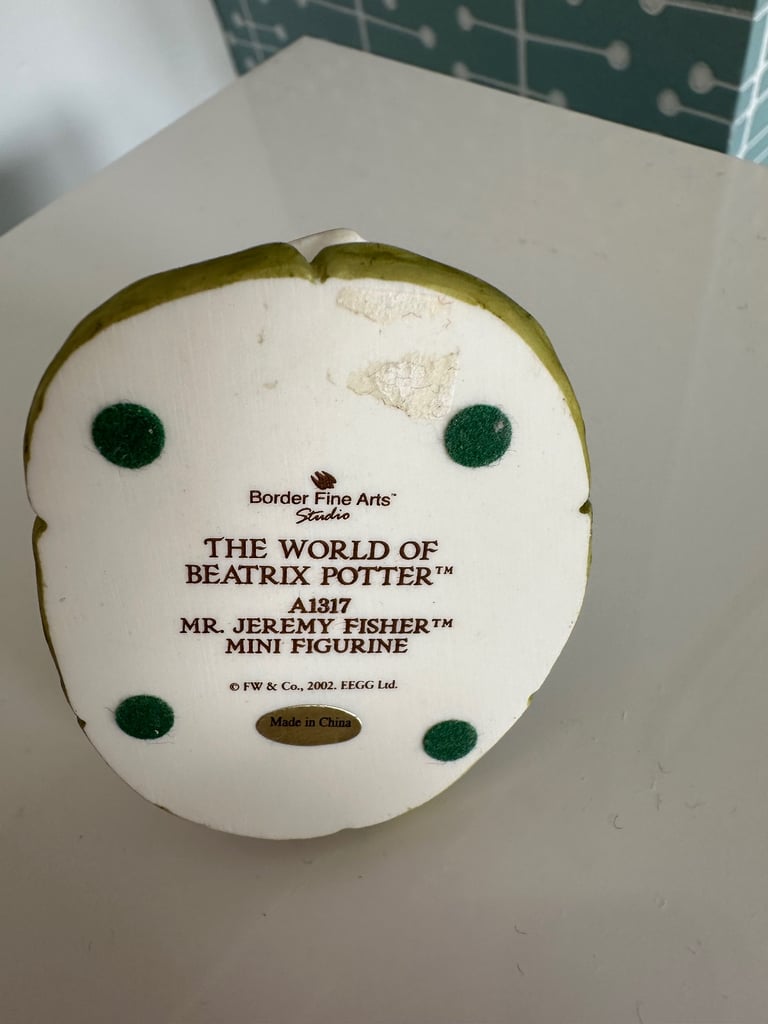 Border Fine Arts™
Studio
THE WORLD OF
BEATRIX POTTER™
A1317
MR. JEREMY FISHER™
MINI FIGURINE
© FW & Co., 2002. EEGG Ltd.
Made in China